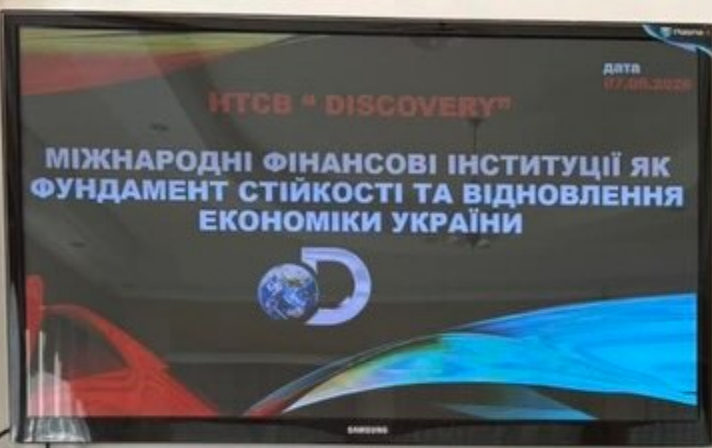 дата
НТСВ “ DISCOVERY”
МІЖНАРОДНІ ФІНАНСОВІ ІНСТИТУЦІЇ ЯК
ФУНДАМЕНТ СТІЙКОСТІ ТА ВІДНОВЛЕННЯ
ЕКОНОМІКИ УКРАЇНИ
SAMSUNG